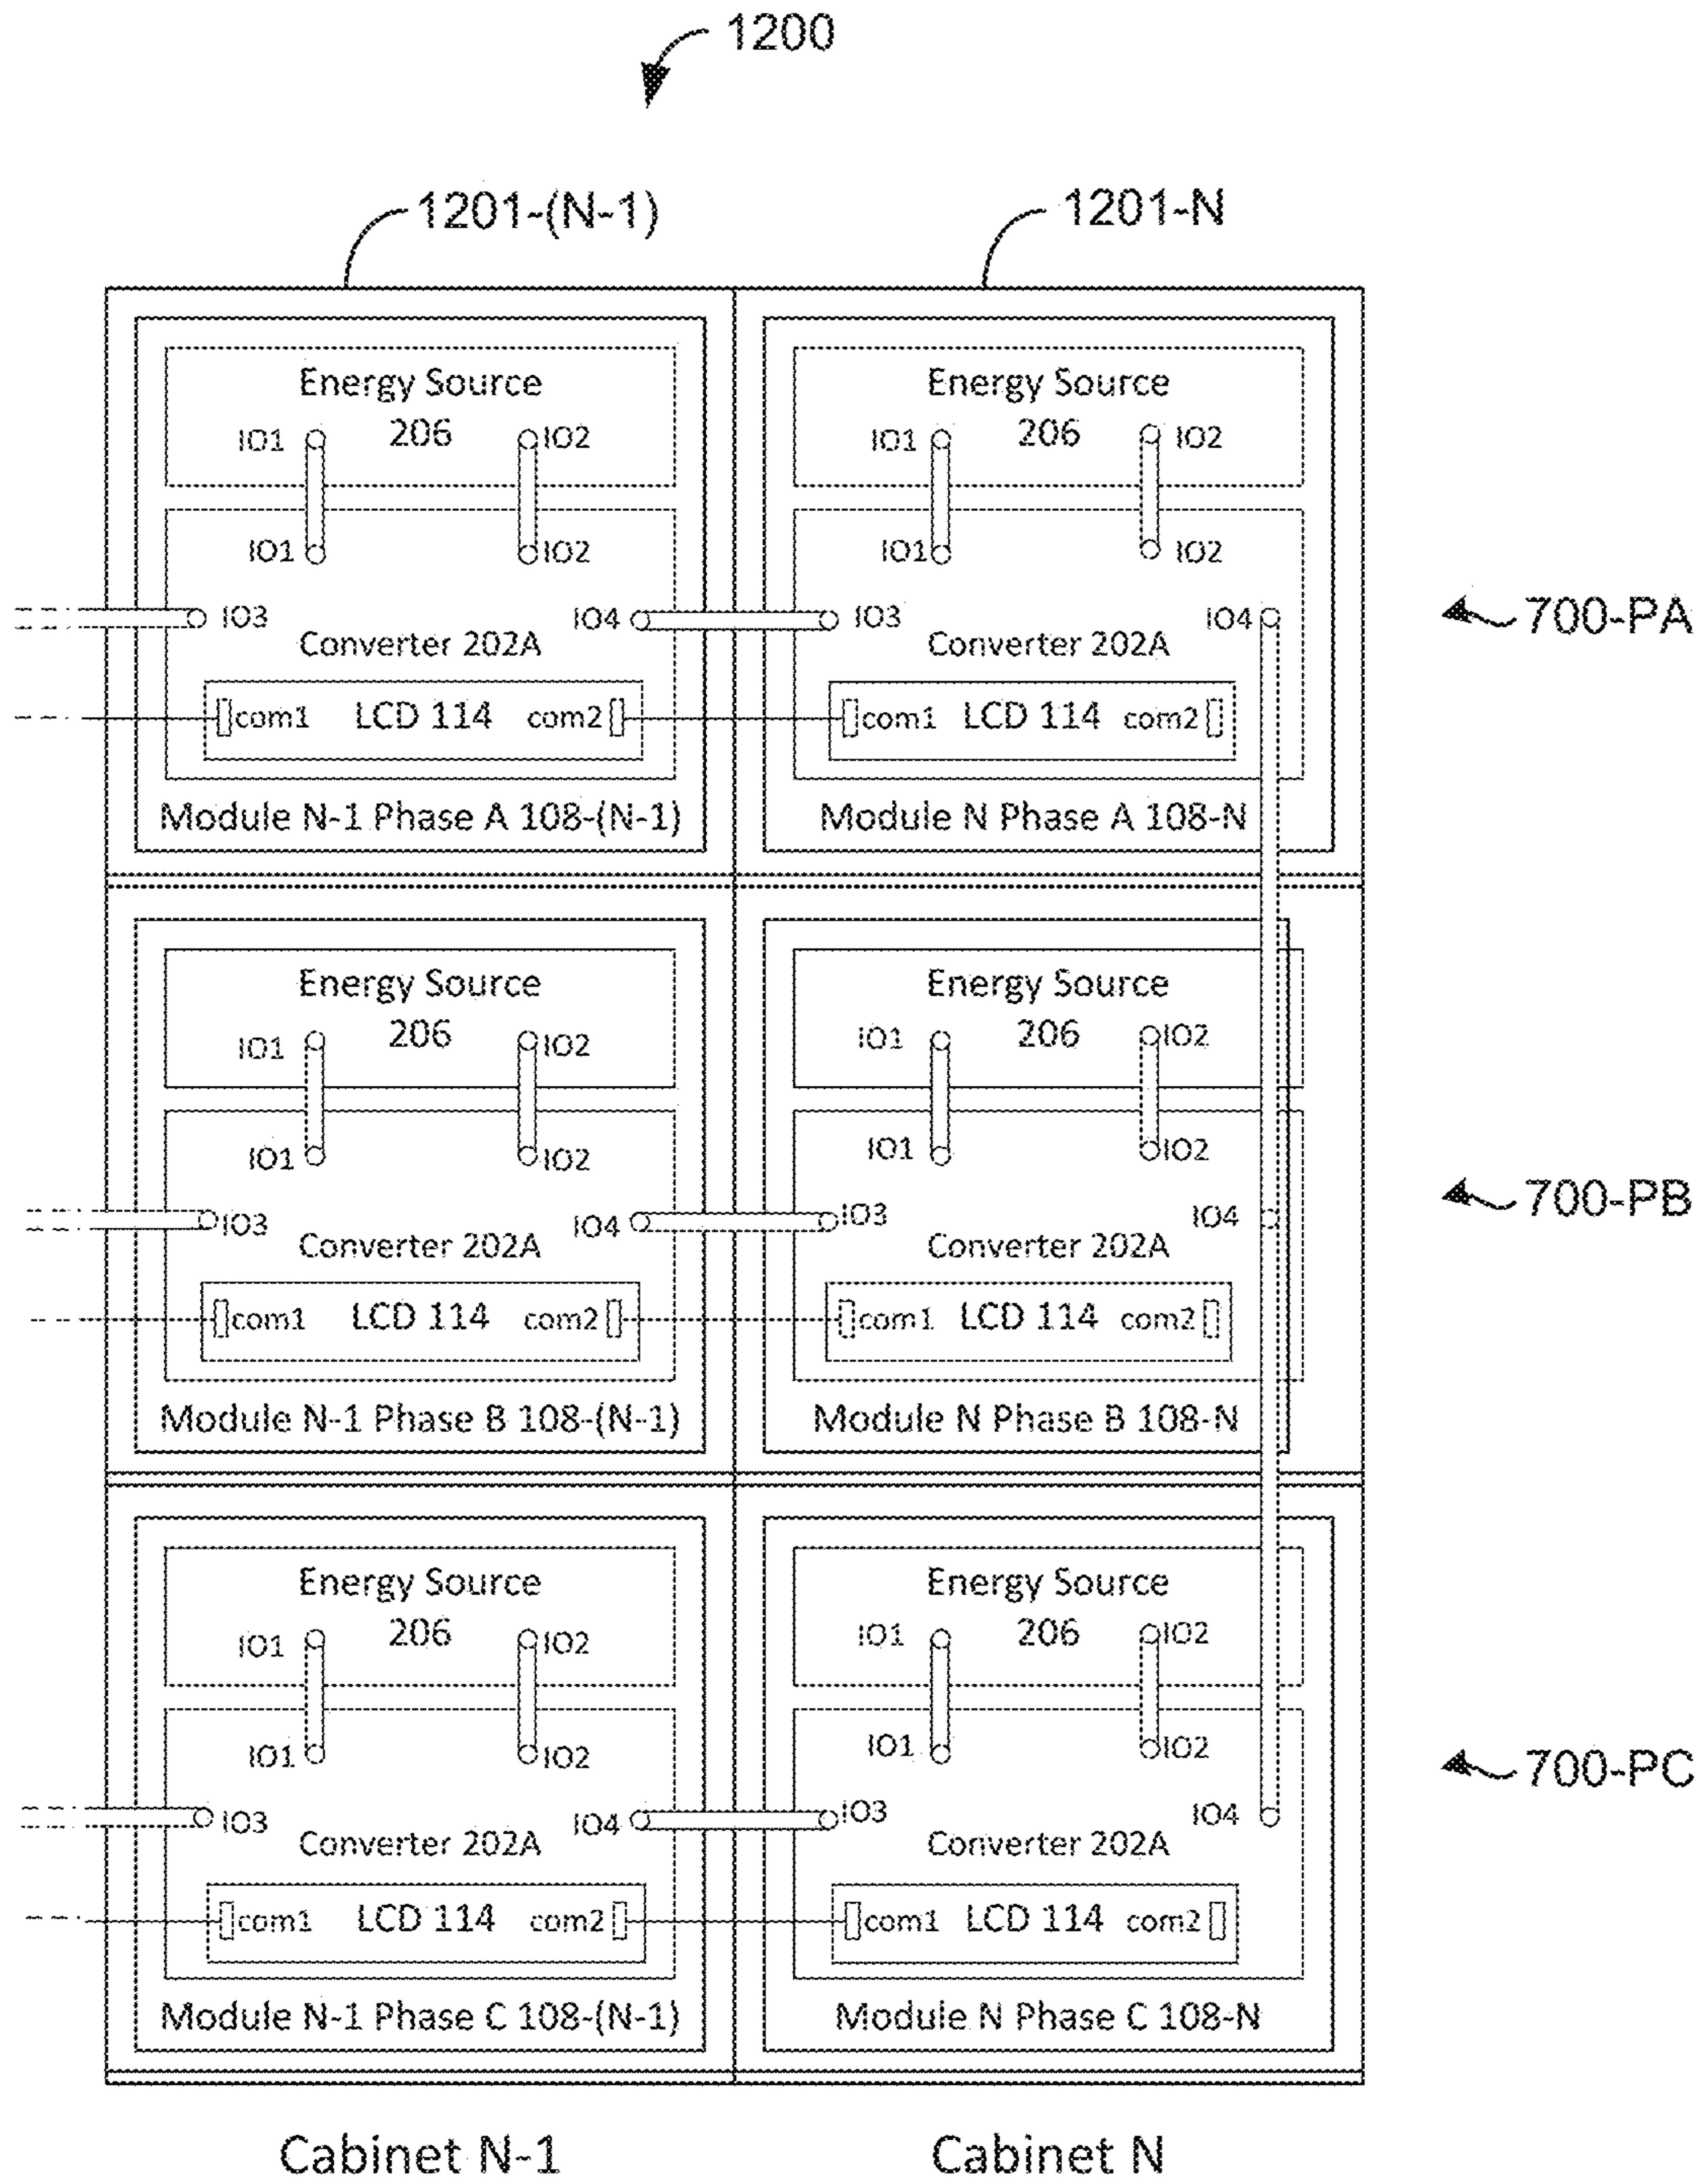 1200
1201-(N-1)
1201-N
Energy Source
206
IO1
IO2
IO1
IO2
IO3
IO4
Converter 202A
com1 LCD 114 com2
Module N-1 Phase A 108-(N-1)
Energy Source
206
IO1
IO2
IO1
IO2
IO3
IO4
Converter 202A
com1 LCD 114 com2
Module N Phase A 108-N
700-PA
Energy Source
206
IO1
IO2
IO1
IO2
IO3
IO4
Converter 202A
com1 LCD 114 com2
Module N-1 Phase B 108-(N-1)
Energy Source
206
IO1
IO2
IO1
IO2
IO3
IO4
Converter 202A
com1 LCD 114 com2
Module N Phase B 108-N
700-PB
Energy Source
206
IO1
IO2
IO1
IO2
IO3
IO4
Converter 202A
com1 LCD 114 com2
Module N-1 Phase C 108-(N-1)
Energy Source
206
IO1
IO2
IO1
IO2
IO3
IO4
Converter 202A
com1 LCD 114 com2
Module N Phase C 108-N
700-PC
Cabinet N-1
Cabinet N